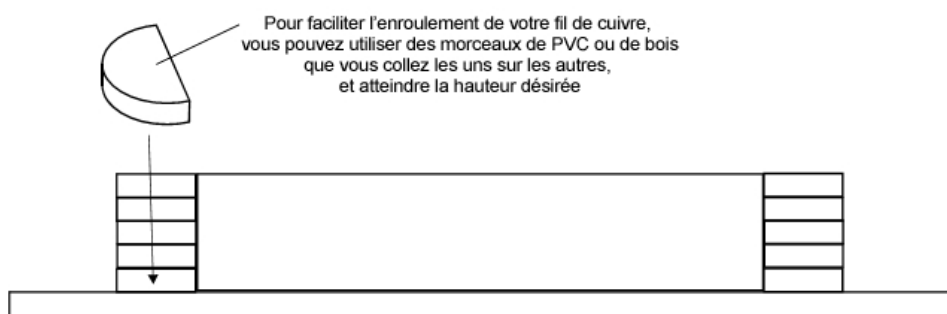 Pour faciliter l'enroulement de votre fil de cuivre,
vous pouvez utiliser des morceaux de PVC ou de bois
que vous collez les uns sur les autres,
et atteindre la hauteur désirée